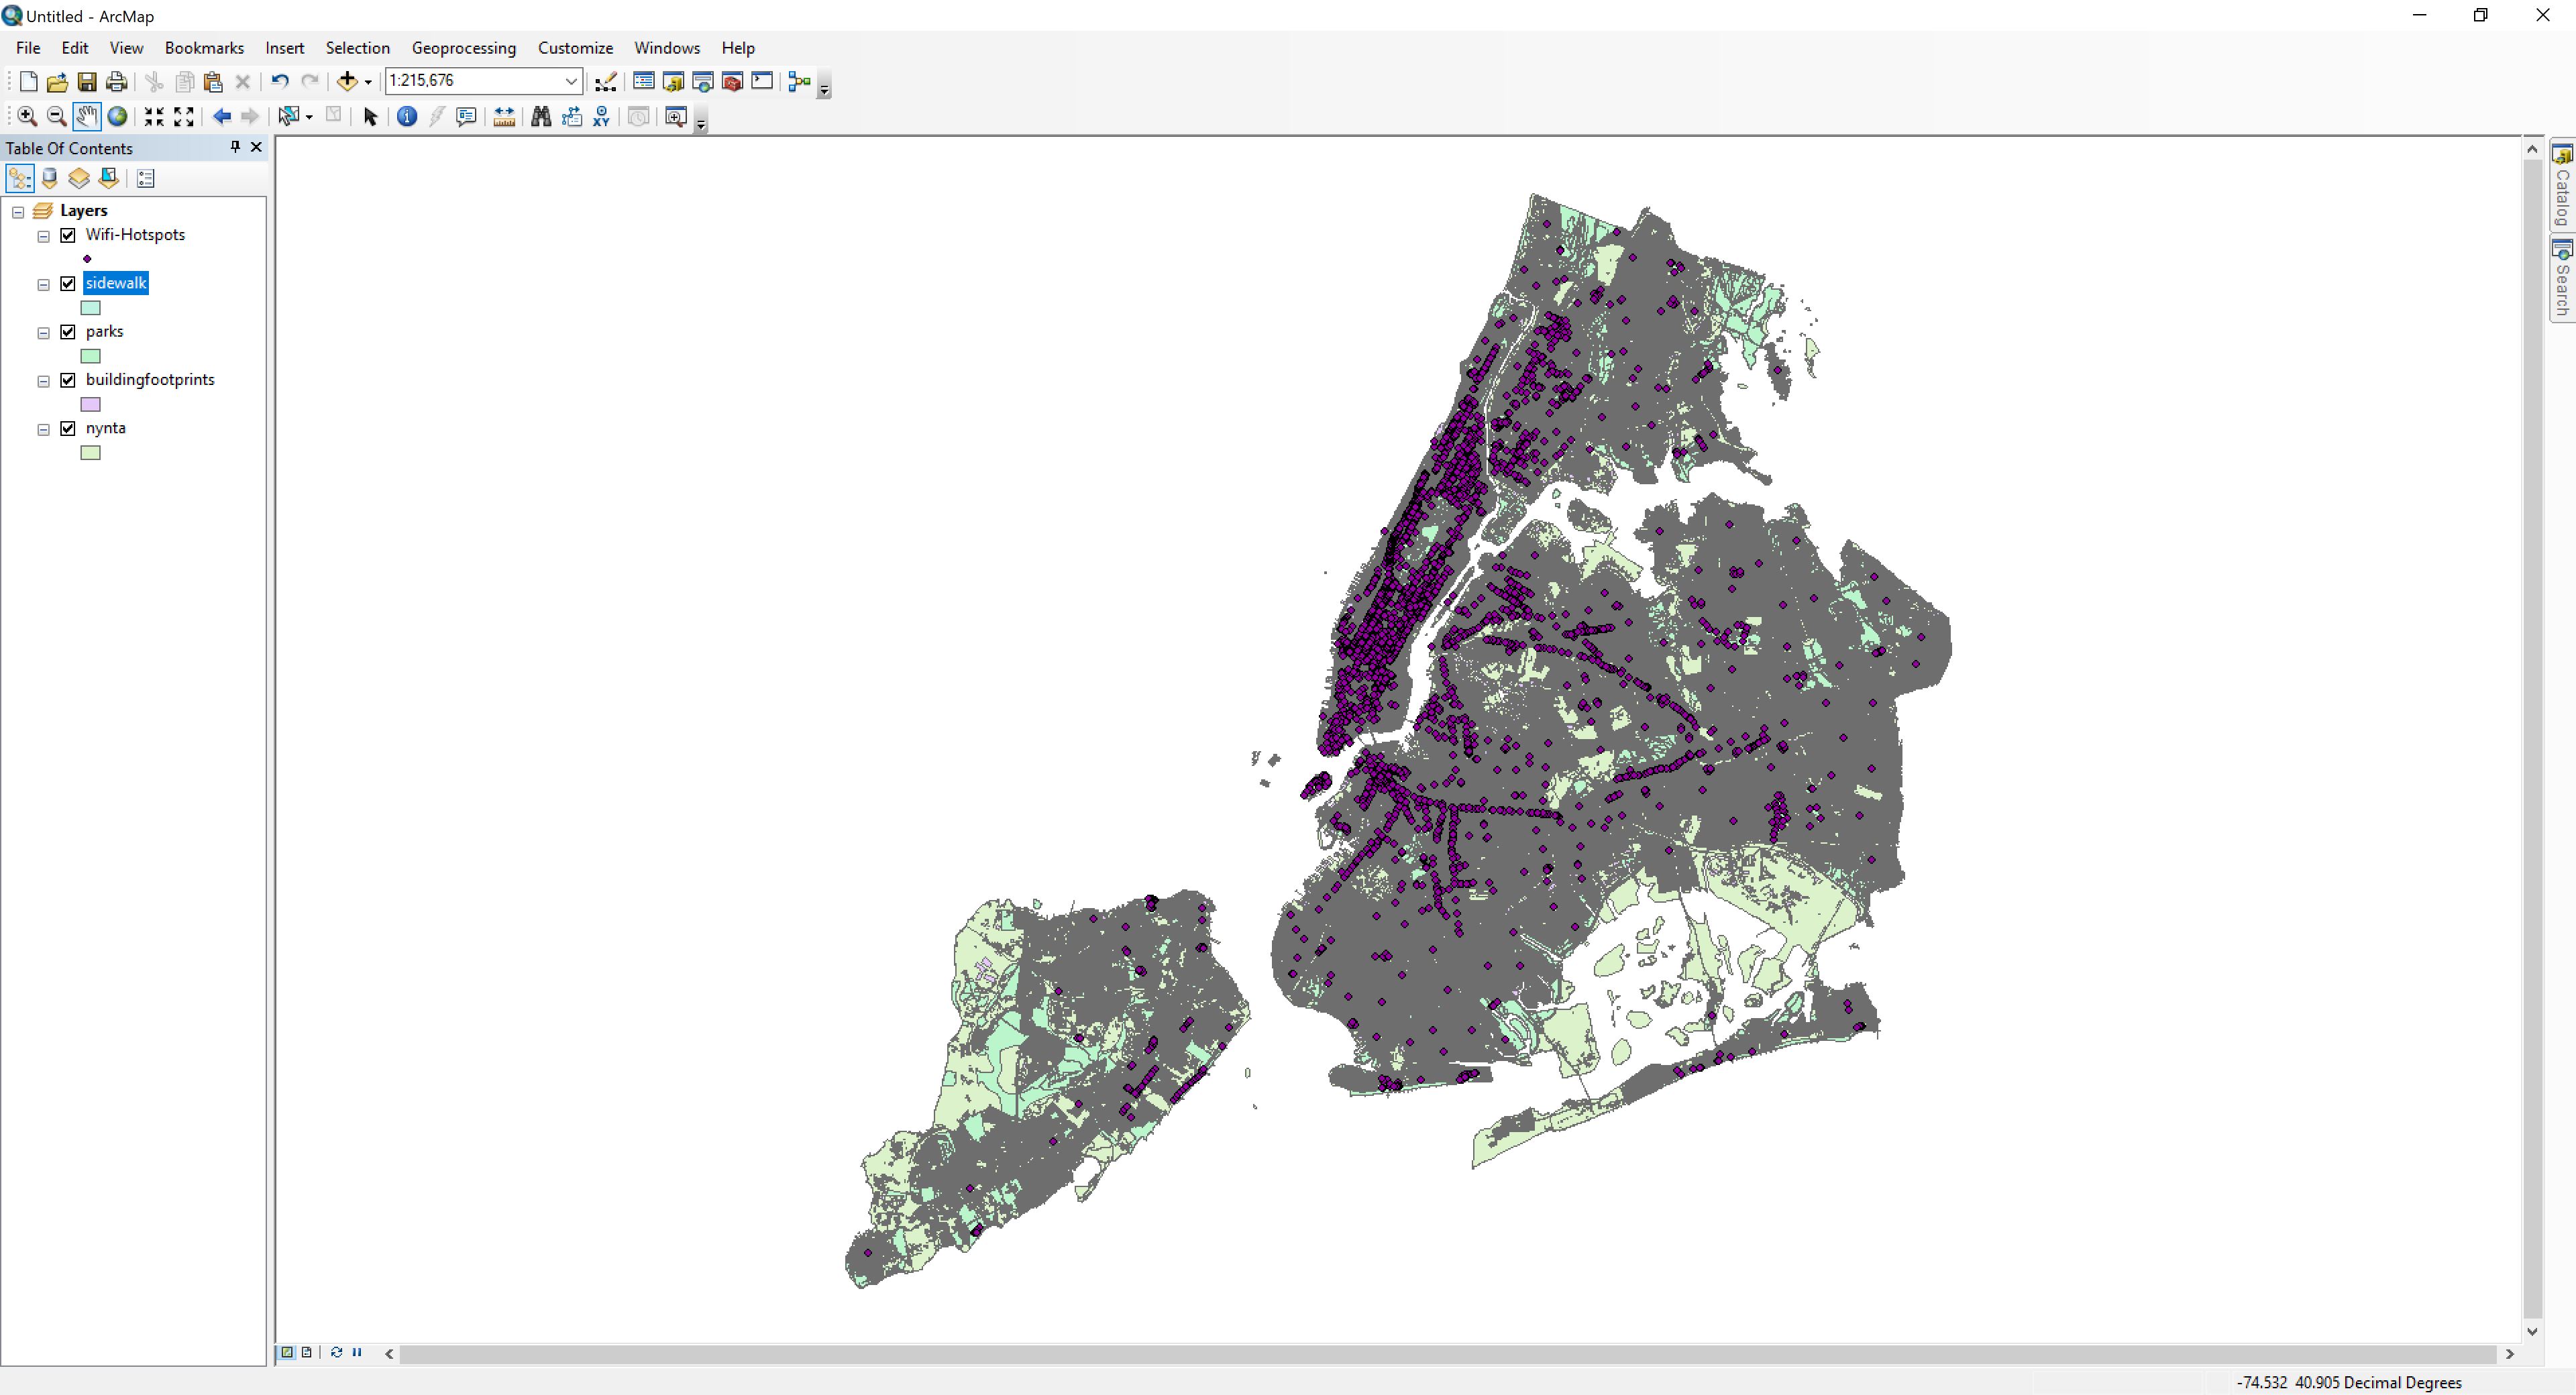 Untitled - ArcMap
File Edit View Bookmarks Insert Selection Geoprocessing Customize Windows Help
1:215,676
XY
Table Of Contents
Layers
Wifi-Hotspots
sidewalk
parks
buildingfootprints
nynta
Catalog
Search
-74.532 40.905 Decimal Degrees